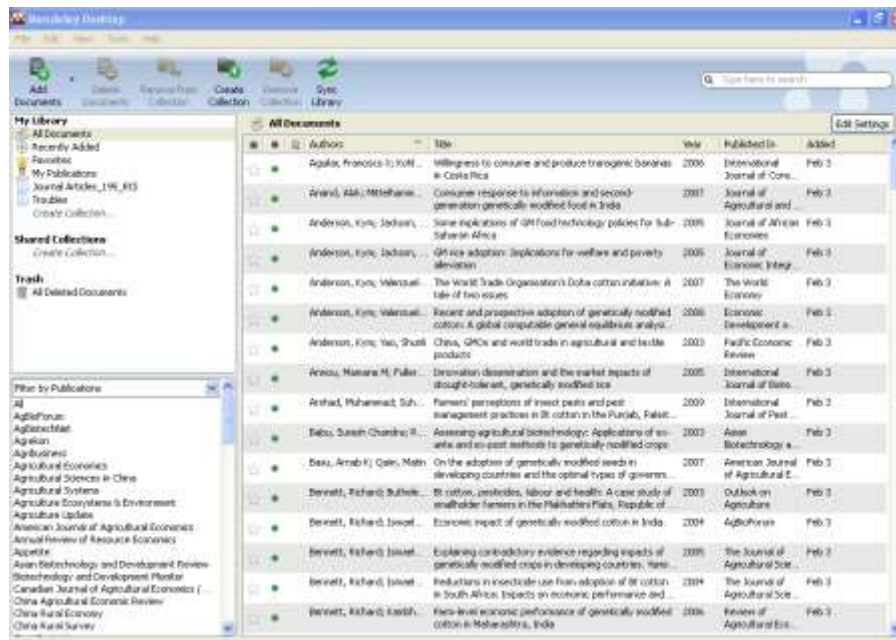 Mendeley Desktop
File Edit View Tools Help
Add Documents
Delete Documents
Remove from Collection
Create Collection
Remove Collection
Sync Library
Type here to search
My Library
All Documents
Recently Added
Favorites
My Publications
Journal Articles_195_RIS
Troubles
Create Collection...
Shared Collections
Create Collection...
Trash
All Deleted Documents
Filter by Publications
All
AgBioForum
AgBiotechNet
Agrekon
Agribusiness
Agricultural Economics
Agricultural Sciences in China
Agricultural Systems
Agriculture Ecosystems & Environment
Agriculture Update
American Journal of Agricultural Economics
Annual Review of Resource Economics
Appetite
Asian Biotechnology and Development Review
Biotechnology and Development Monitor
Canadian Journal of Agricultural Economics (
China Agricultural Economic Review
China Rural Economy
China Rural Survey
All Documents
Edit Settings
Authors Title Year Published In Added
Aguilar, Francisco X; Kohl... Willingness to consume and produce transgenic bananas 2006 International Feb 3
in Costa Rica Journal of Cons...
Anand, Alok; Mittelhamm... Consumer response to information and second- 2007 Journal of Feb 3
generation genetically modified food in India Agricultural and ...
Anderson, Kym; Jackson, ... Some implications of GM food technology policies for Sub- 2005 Journal of African Feb 3
Saharan Africa Economies
Anderson, Kym; Jackson, ... GM rice adoption: Implications for welfare and poverty 2005 Journal of Feb 3
alleviation Economic Integr...
Anderson, Kym; Valenzuel... The World Trade Organisation's Doha cotton initiative: A 2007 The World Feb 3
tale of two issues Economy
Anderson, Kym; Valenzuel... Recent and prospective adoption of genetically modified 2008 Economic Feb 3
cotton: A global computable general equilibrium analysi... Development a...
Anderson, Kym; Yao, Shunli China, GMOs and world trade in agricultural and textile 2003 Pacific Economic Feb 3
products Review
Annou, Mamane M; Fuller... Innovation dissemination and the market impacts of 2005 International Feb 3
drought-tolerant, genetically modified rice Journal of Biote...
Arshad, Muhammad; Suh... Farmers' perceptions of insect pests and pest 2009 International Feb 3
management practices in Bt cotton in the Punjab, Pakist... Journal of Pest ...
Babu, Suresh Chandra; R... Assessing agricultural biotechnology: Applications of ex- 2003 Asian Feb 3
ante and ex-post methods to genetically modified crops Biotechnology a...
Basu, Arnab K; Qaim, Matin On the adoption of genetically modified seeds in 2007 American Journal Feb 3
developing countries and the optimal types of governm... of Agricultural E...
Bennett, Richard; Buthele... Bt cotton, pesticides, labour and health: A case study of 2003 Outlook on Feb 3
smallholder farmers in the Makhathini Flats, Republic of ... Agriculture
Bennett, Richard; Ismael... Economic impact of genetically modified cotton in India 2004 AgBioForum Feb 3
Bennett, Richard; Ismael... Explaining contradictory evidence regarding impacts of 2005 The Journal of Feb 3
genetically modified crops in developing countries. Varie... Agricultural Scie...
Bennett, Richard; Ismael... Reductions in insecticide use from adoption of Bt cotton 2004 The Journal of Feb 3
in South Africa: Impacts on economic performance and ... Agricultural Scie...
Bennett, Richard; Kambh... Farm-level economic performance of genetically modified 2006 Review of Feb 3
cotton in Maharashtra, India Agricultural Eco...